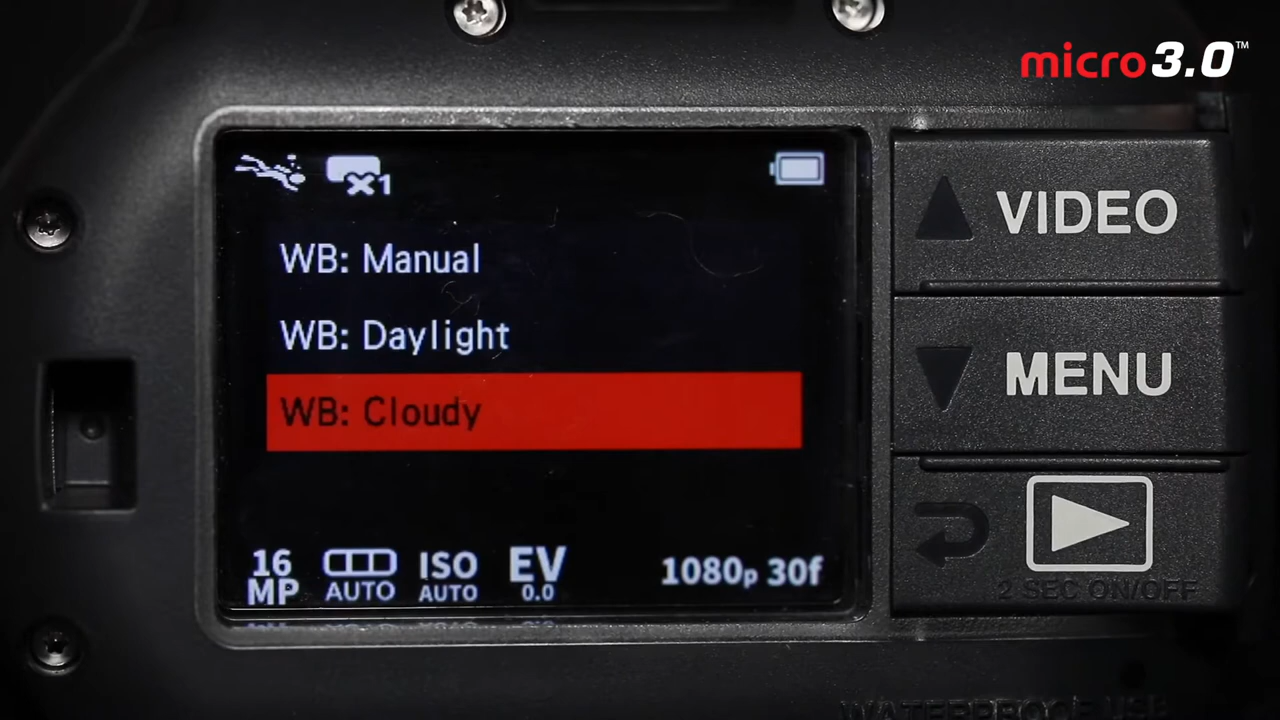 micro3.0™
x1
VIDEO
WB: Manual
WB: Daylight
MENU
WB: Cloudy
16
MP
AUTO
ISO
AUTO
EV
0.0
1080p 30f
2 SEC ON/OFF